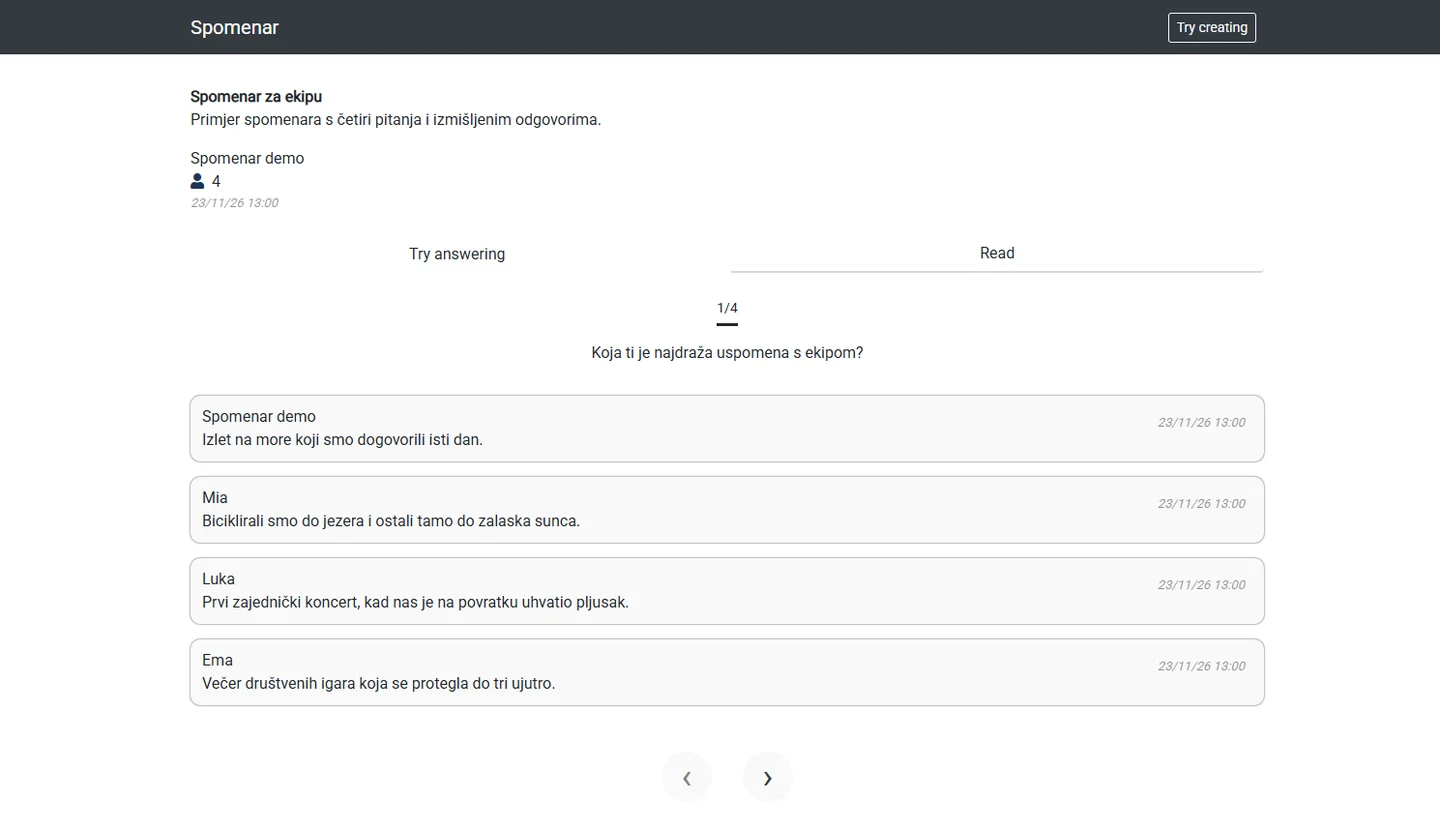 Spomenar
Try creating
Spomenar za ekipu
Primjer spomenara s četiri pitanja i izmišljenim odgovorima.
Spomenar demo
4
23/11/26 13:00
Try answering
Read
1/4
Koja ti je najdraža uspomena s ekipom?
Spomenar demo
23/11/26 13:00
Izlet na more koji smo dogovorili isti dan.
Mia
23/11/26 13:00
Biciklirali smo do jezera i ostali tamo do zalaska sunca.
Luka
23/11/26 13:00
Prvi zajednički koncert, kad nas je na povratku uhvatio pljusak.
Ema
23/11/26 13:00
Večer društvenih igara koja se protegla do tri ujutro.